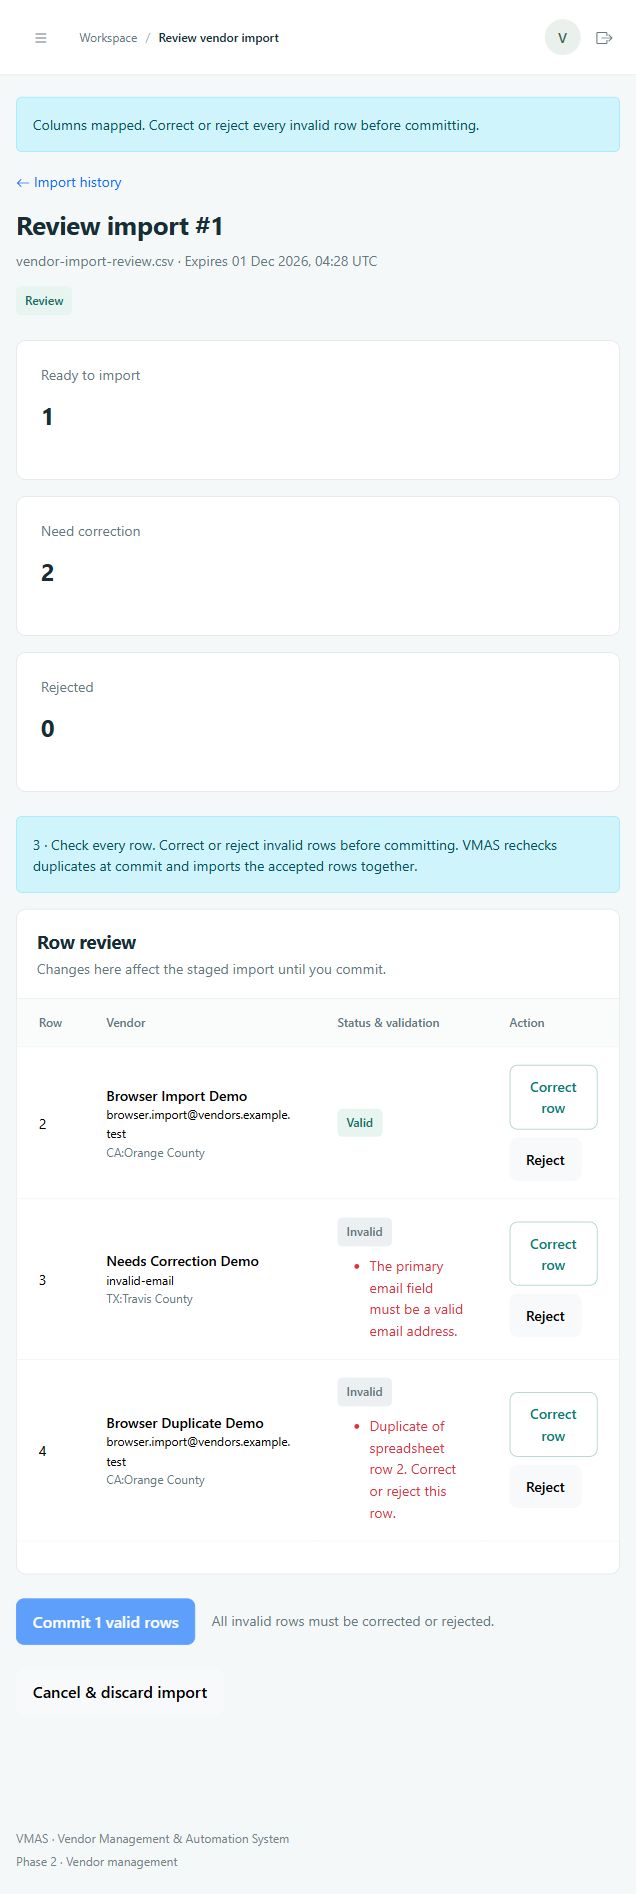 Workspace / Review vendor import
V
Columns mapped. Correct or reject every invalid row before committing.
← Import history
Review import #1
vendor-import-review.csv · Expires 01 Dec 2026, 04:28 UTC
Review
Ready to import
1
Need correction
2
Rejected
0
3 · Check every row. Correct or reject invalid rows before committing. VMAS rechecks
duplicates at commit and imports the accepted rows together.
Row review
Changes here affect the staged import until you commit.
Row Vendor Status & validation Action
2
Browser Import Demo
browser.import@vendors.example.
test
CA:Orange County
Valid
Correct
row
Reject
3
Needs Correction Demo
invalid-email
TX:Travis County
Invalid
• The primary
email field
must be a valid
email address.
Correct
row
Reject
4
Browser Duplicate Demo
browser.import@vendors.example.
test
CA:Orange County
Invalid
• Duplicate of
spreadsheet
row 2. Correct
or reject this
row.
Correct
row
Reject
Commit 1 valid rows
All invalid rows must be corrected or rejected.
Cancel & discard import
VMAS · Vendor Management & Automation System
Phase 2 · Vendor management